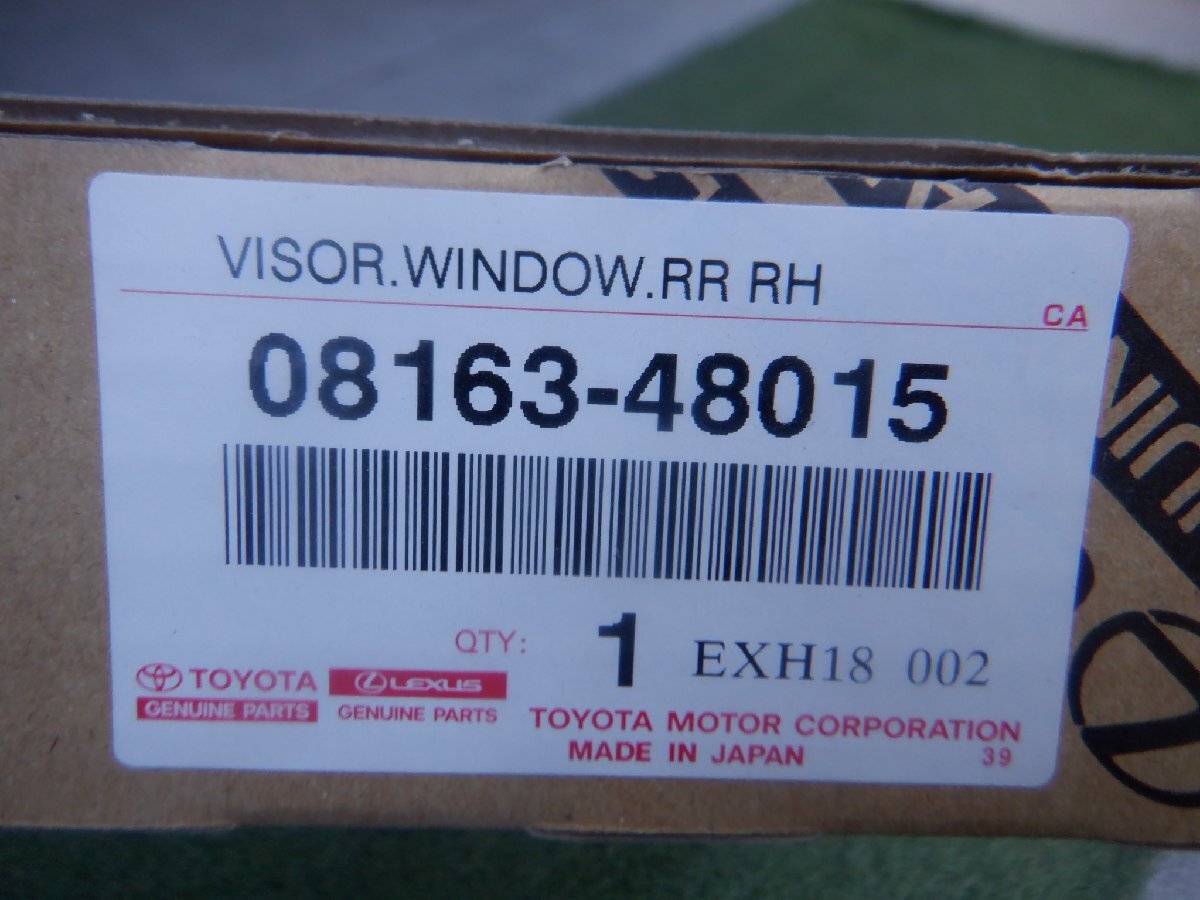 VISOR.WINDOW.RR RH
CA
08163-48015
QTY: 1 EXH18 002
TOYOTA
GENUINE PARTS
LEXUS
GENUINE PARTS
TOYOTA MOTOR CORPORATION
MADE IN JAPAN 39